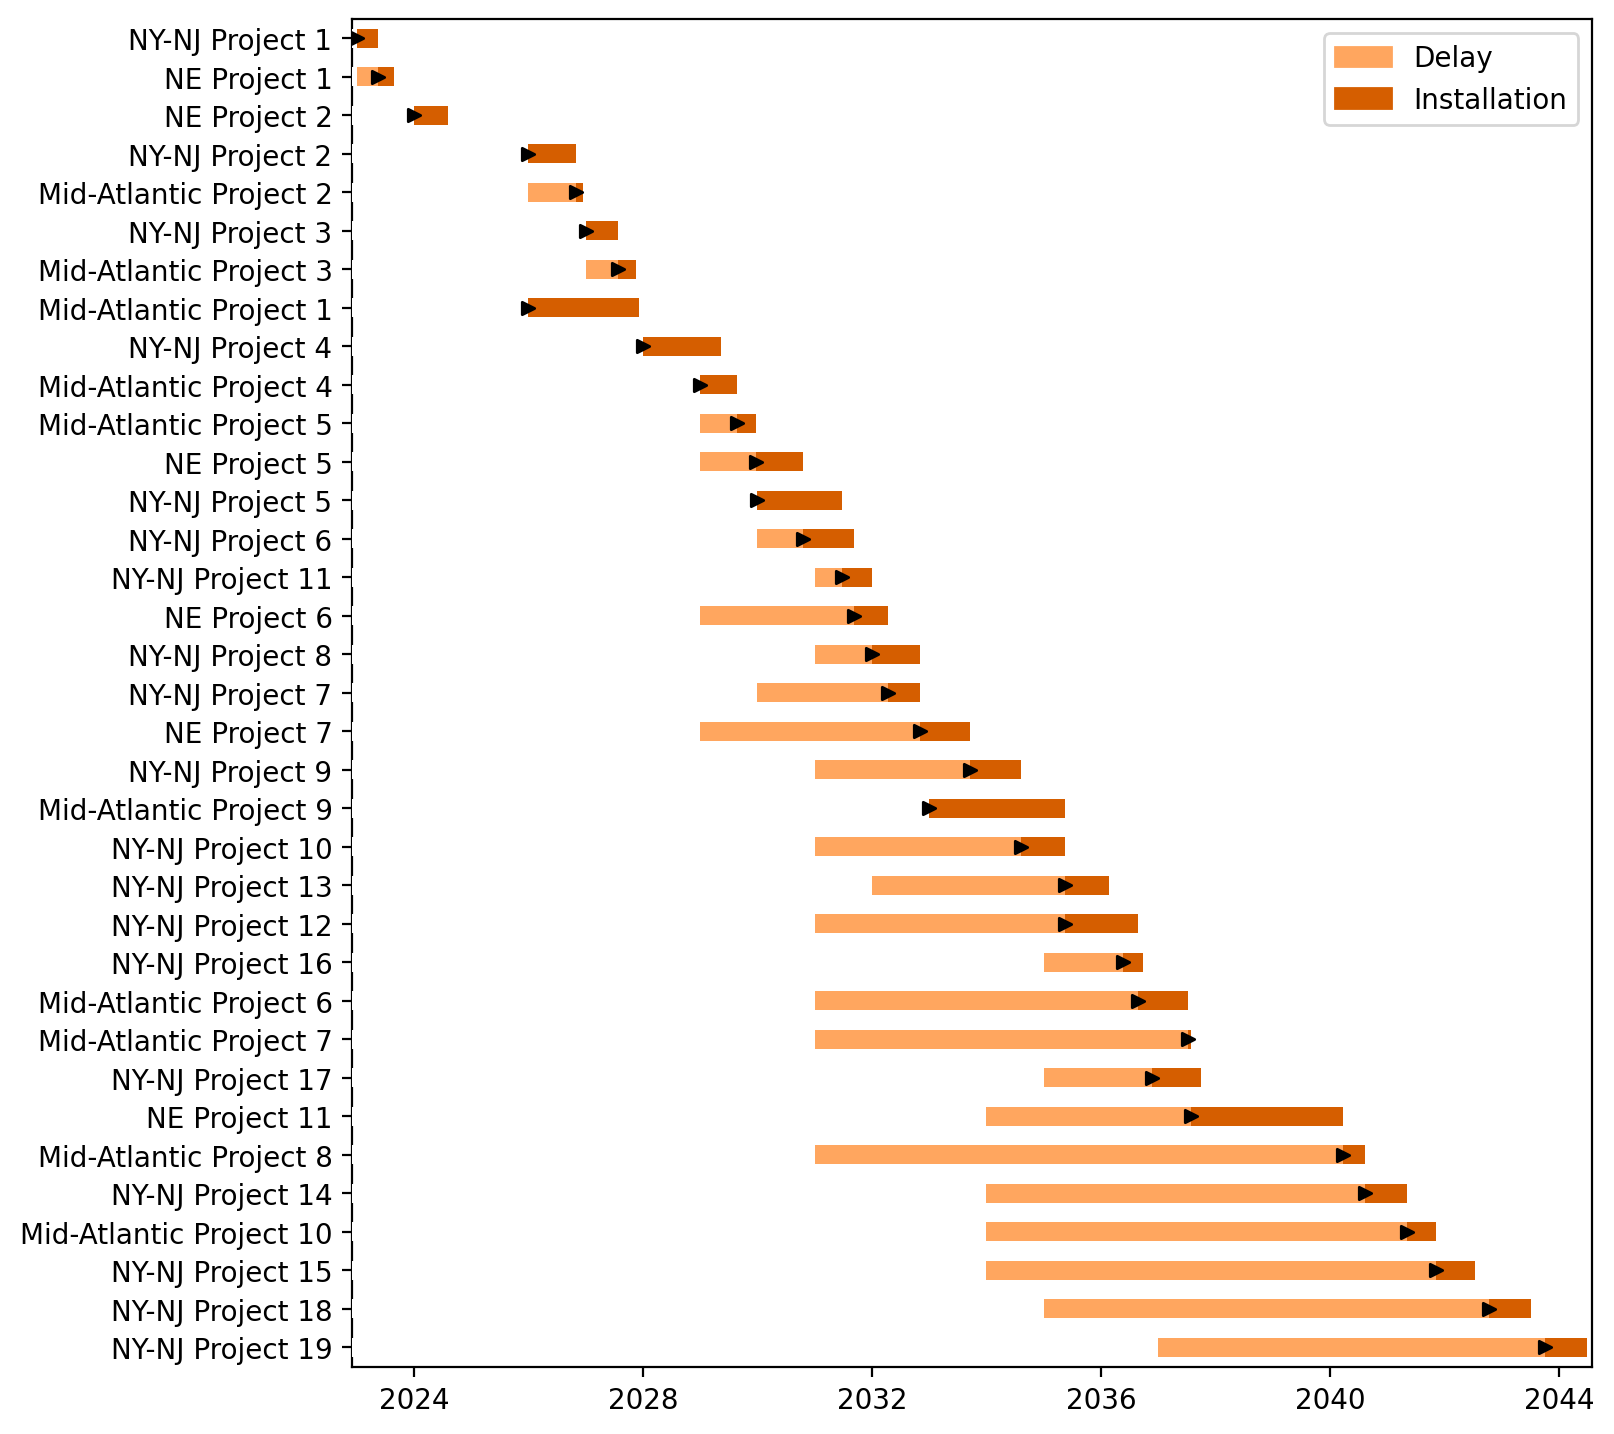 NY-NJ Project 1
NE Project 1
NE Project 2
NY-NJ Project 2
Mid-Atlantic Project 2
NY-NJ Project 3
Mid-Atlantic Project 3
Mid-Atlantic Project 1
NY-NJ Project 4
Mid-Atlantic Project 4
Mid-Atlantic Project 5
NE Project 5
NY-NJ Project 5
NY-NJ Project 6
NY-NJ Project 11
NE Project 6
NY-NJ Project 8
NY-NJ Project 7
NE Project 7
NY-NJ Project 9
Mid-Atlantic Project 9
NY-NJ Project 10
NY-NJ Project 13
NY-NJ Project 12
NY-NJ Project 16
Mid-Atlantic Project 6
Mid-Atlantic Project 7
NY-NJ Project 17
NE Project 11
Mid-Atlantic Project 8
NY-NJ Project 14
Mid-Atlantic Project 10
NY-NJ Project 15
NY-NJ Project 18
NY-NJ Project 19
Delay
Installation
2024 2028 2032 2036 2040 2044